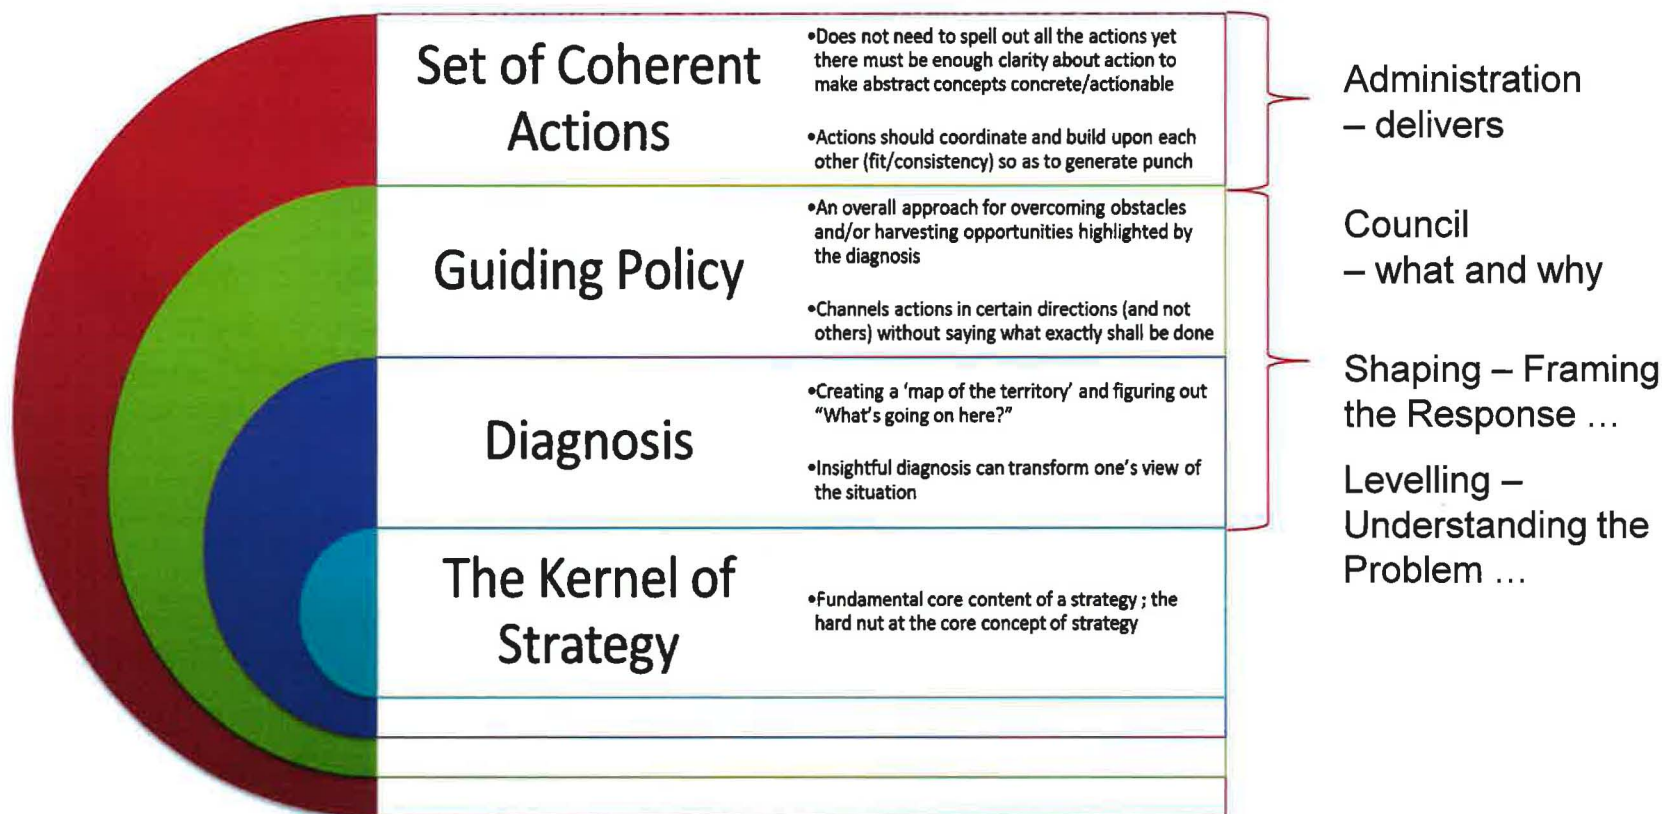 Set of Coherent
Actions
•Does not need to spell out all the actions yet
there must be enough clarity about action to
make abstract concepts concrete/actionable
•Actions should coordinate and build upon each
other (fit/consistency) so as to generate punch
Administration
– delivers
Guiding Policy
•An overall approach for overcoming obstacles
and/or harvesting opportunities highlighted by
the diagnosis
•Channels actions in certain directions (and not
others) without saying what exactly shall be done
Council
– what and why
Diagnosis
•Creating a 'map of the territory' and figuring out
"What's going on here?"
•Insightful diagnosis can transform one's view of
the situation
Shaping – Framing
the Response ...
Levelling –
Understanding the
Problem ...
The Kernel of
Strategy
•Fundamental core content of a strategy ; the
hard nut at the core concept of strategy